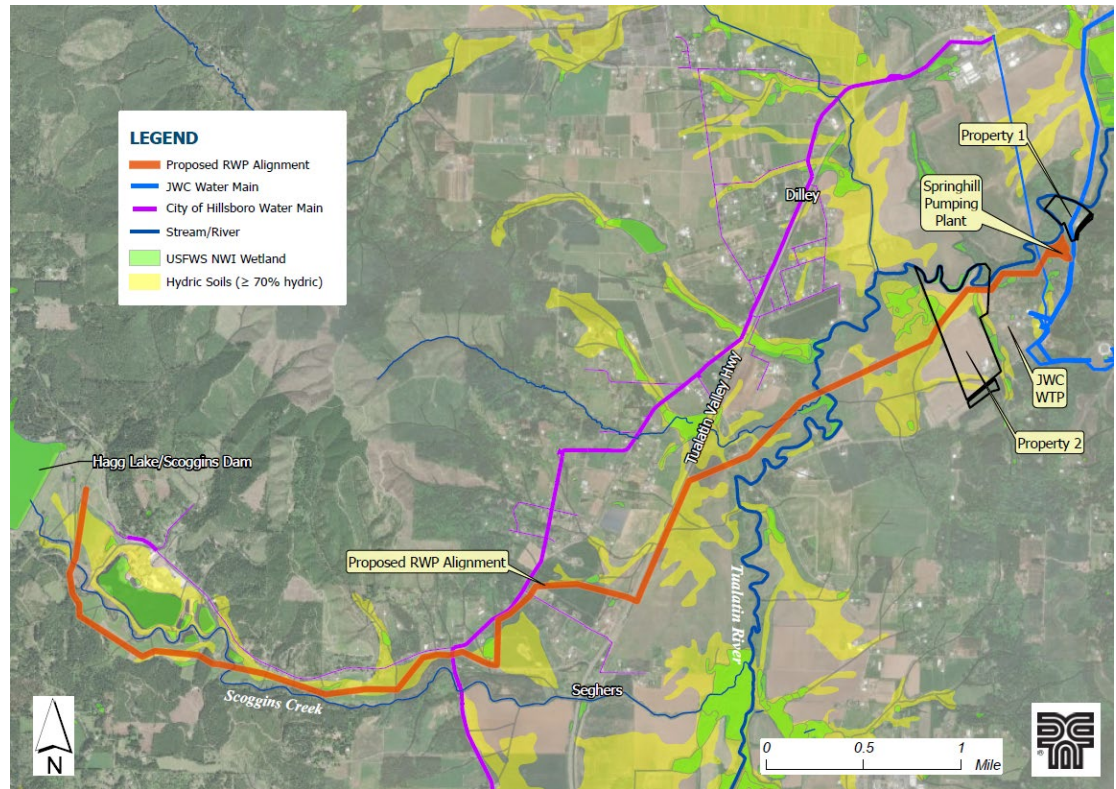 LEGEND
Proposed RWP Alignment
JWC Water Main
City of Hillsboro Water Main
Stream/River
USFWS NWI Wetland
Hydric Soils (≥ 70% hydric)
Property 1
Springhill
Pumping
Plant
Dilley
JWC
WTP
Property 2
Tualatin Valley Hwy
Hagg Lake/Scoggins Dam
Proposed RWP Alignment
Tualatin River
Seghers
Scoggins Creek
N
0 0.5 1
Mile
®